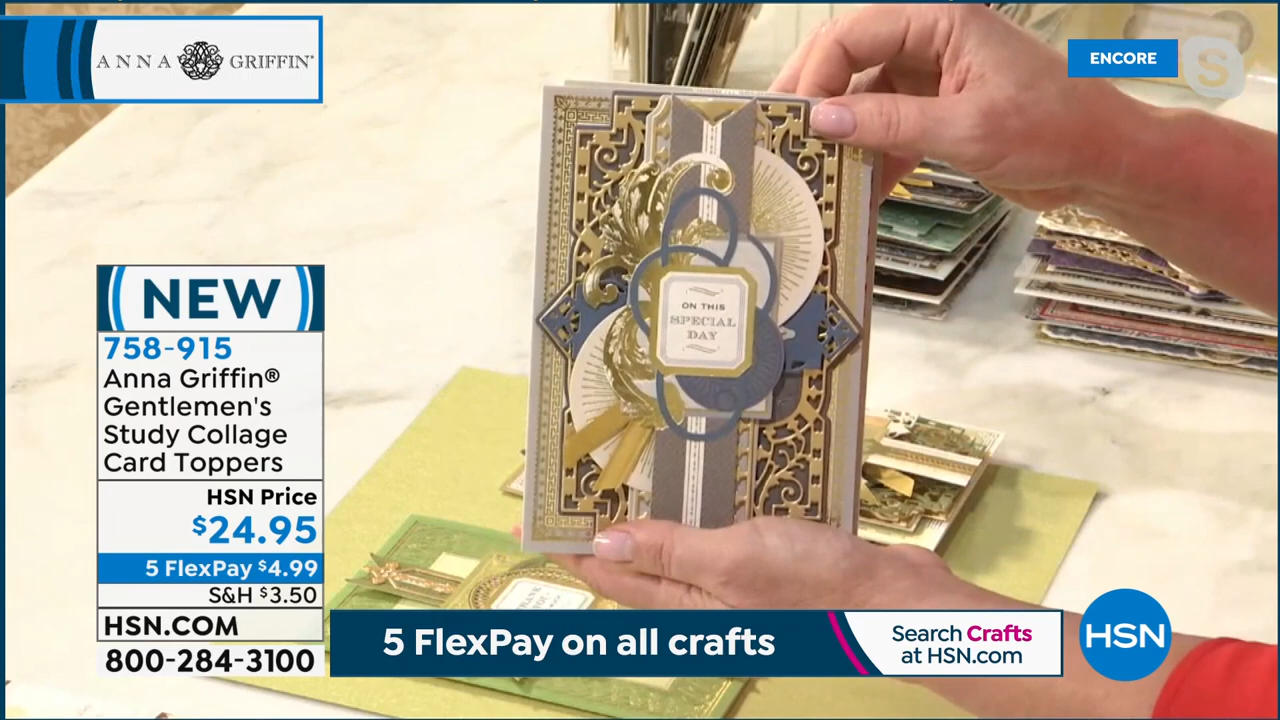 ANNA GRIFFIN®
ENCORE
S
ON THIS
SPECIAL
DAY
NEW
758-915
Anna Griffin®
Gentlemen's
Study Collage
Card Toppers
HSN Price
$24.95
5 FlexPay $4.99
S&H $3.50
HSN.COM
800-284-3100
THANK
YOU
5 FlexPay on all crafts
Search Crafts
at HSN.com
HSN